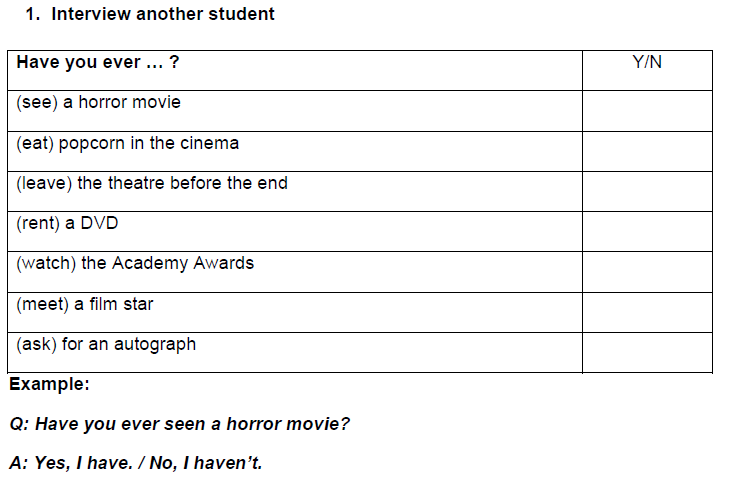 1. Interview another student
Have you ever ... ? Y/N
(see) a horror movie
(eat) popcorn in the cinema
(leave) the theatre before the end
(rent) a DVD
(watch) the Academy Awards
(meet) a film star
(ask) for an autograph
Example:
Q: Have you ever seen a horror movie?
A: Yes, I have. / No, I haven't.